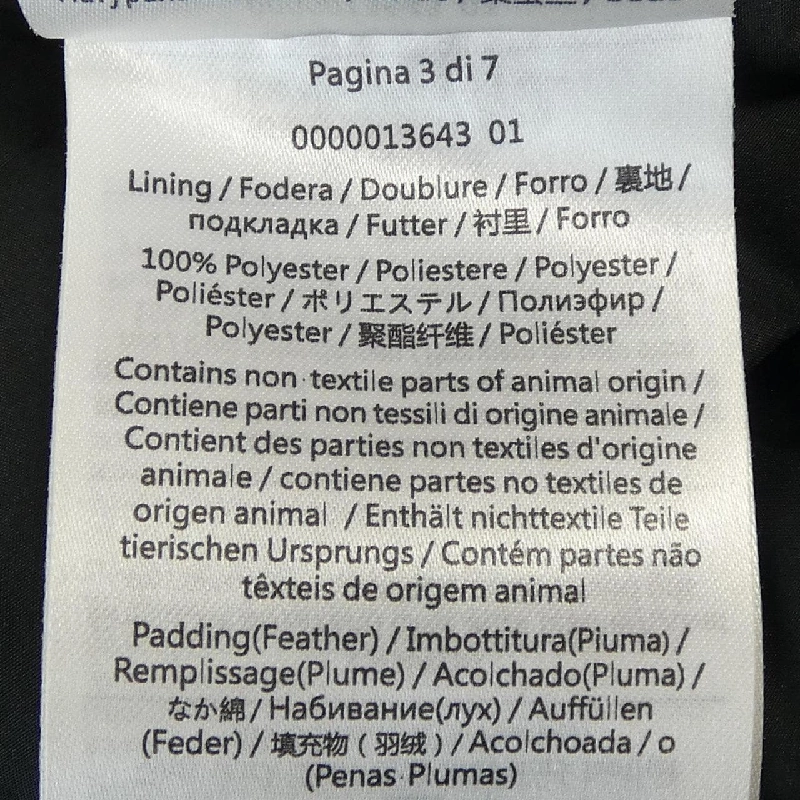 Pagina 3 di 7
0000013643 01
Lining / Fodera / Doublure / Forro / 裏地 /
подкладка / Futter / 衬里 / Forro
100% Polyester / Poliestere / Polyester /
Poliéster / ポリエステル / Полиэфир /
Polyester / 聚酯纤维 / Poliéster
Contains non·textile parts of animal origin /
Contiene parti non tessili di origine animale /
Contient des parties non textiles d'origine
animale / contiene partes no textiles de
origen animal / Enthält nichttextile Teile
tierischen Ursprungs / Contém partes não
têxteis de origem animal
Padding(Feather) / Imbottitura(Piuma) /
Remplissage(Plume) / Acolchado(Pluma) /
なか綿 / Набивание(лух) / Auffüllen
(Feder) / 填充物（羽绒）/ Acolchoada / o
(Penas·Plumas)